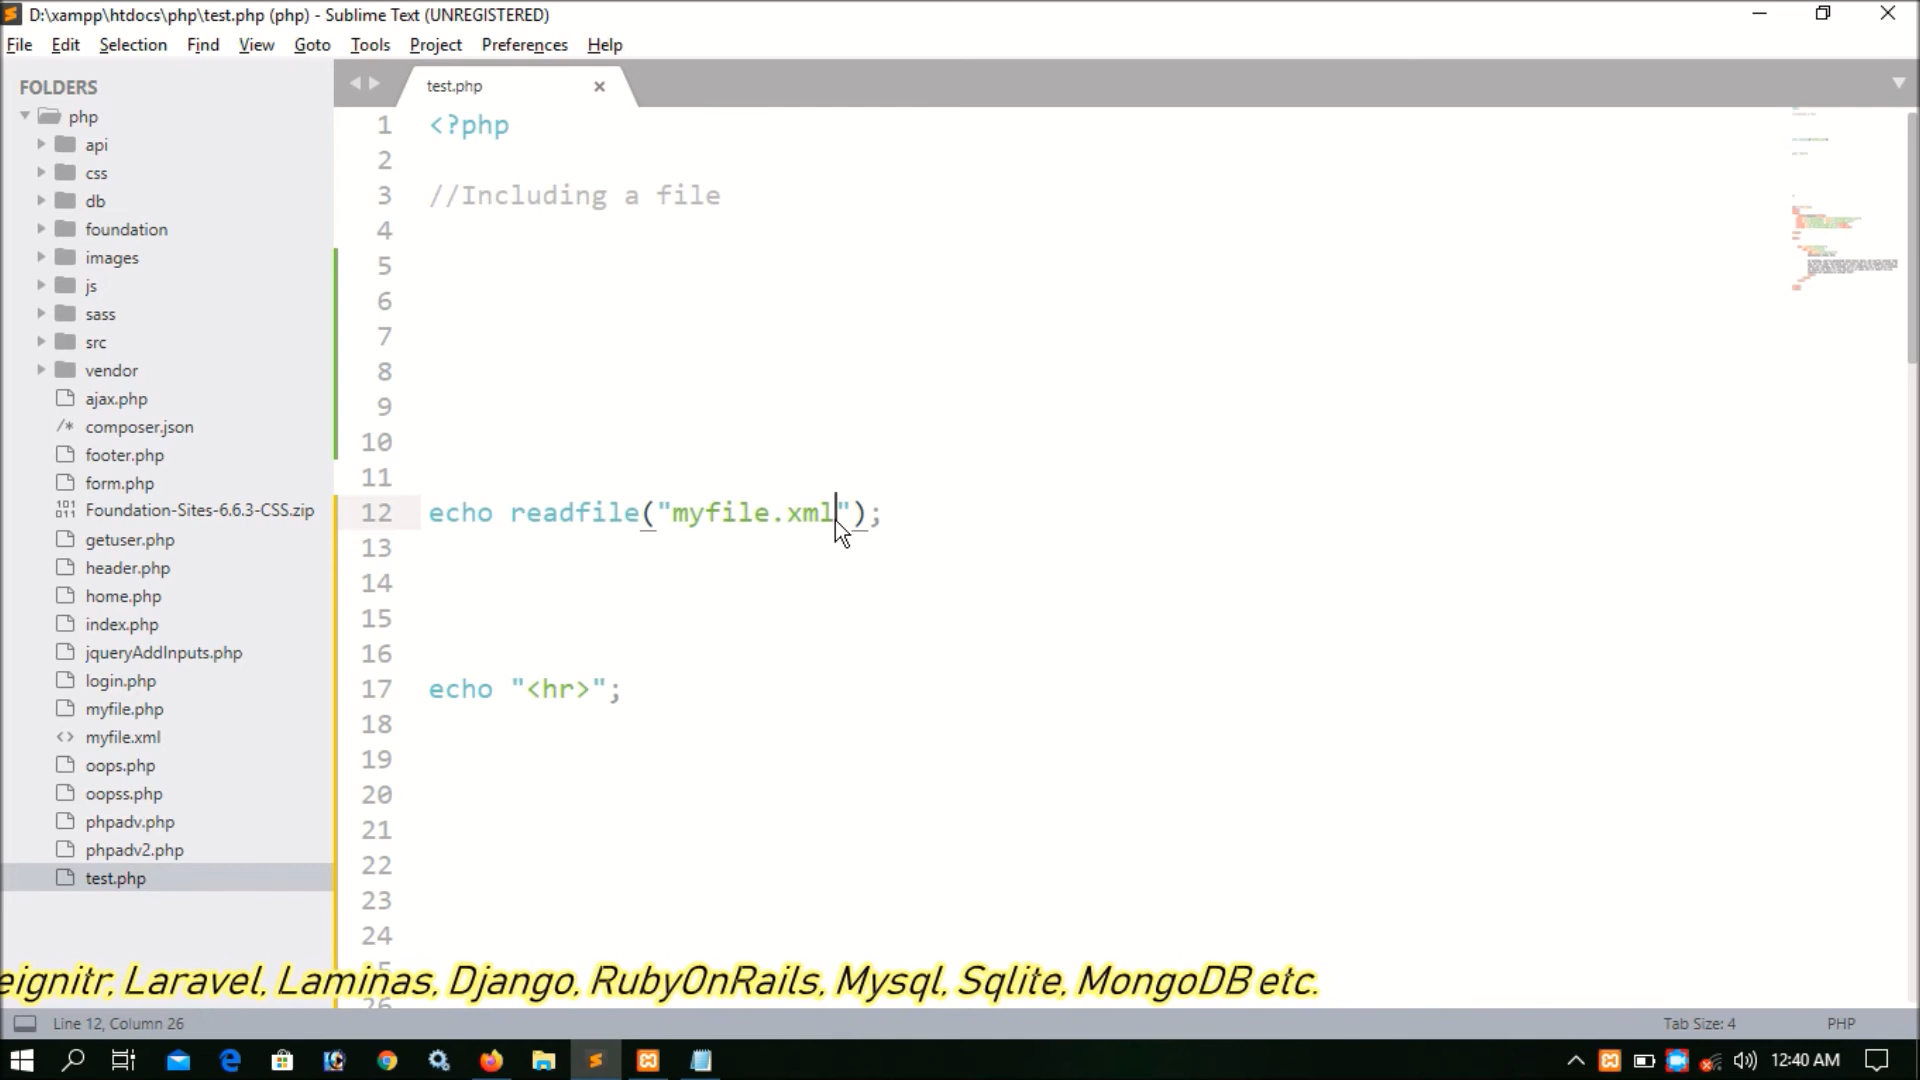 D:\xampp\htdocs\php\test.php (php) - Sublime Text (UNREGISTERED)
File Edit Selection Find View Goto Tools Project Preferences Help
FOLDERS
php
api
css
db
foundation
images
js
sass
src
vendor
ajax.php
/* composer.json
footer.php
form.php
Foundation-Sites-6.6.3-CSS.zip
getuser.php
header.php
home.php
index.php
jqueryAddInputs.php
login.php
myfile.php
<> myfile.xml
oops.php
oopss.php
phpadv.php
phpadv2.php
test.php
test.php
1 <?php
2
3 //Including a file
4
5
6
7
8
9
10
11
12 echo readfile("myfile.xml");
13
14
15
16
17 echo "<hr>";
18
19
20
21
22
23
24
eignitr, Laravel, Laminas, Django, RubyOnRails, Mysql, Sqlite, MongoDB etc.
26
Line 12, Column 26
Tab Size: 4
PHP
12:40 AM